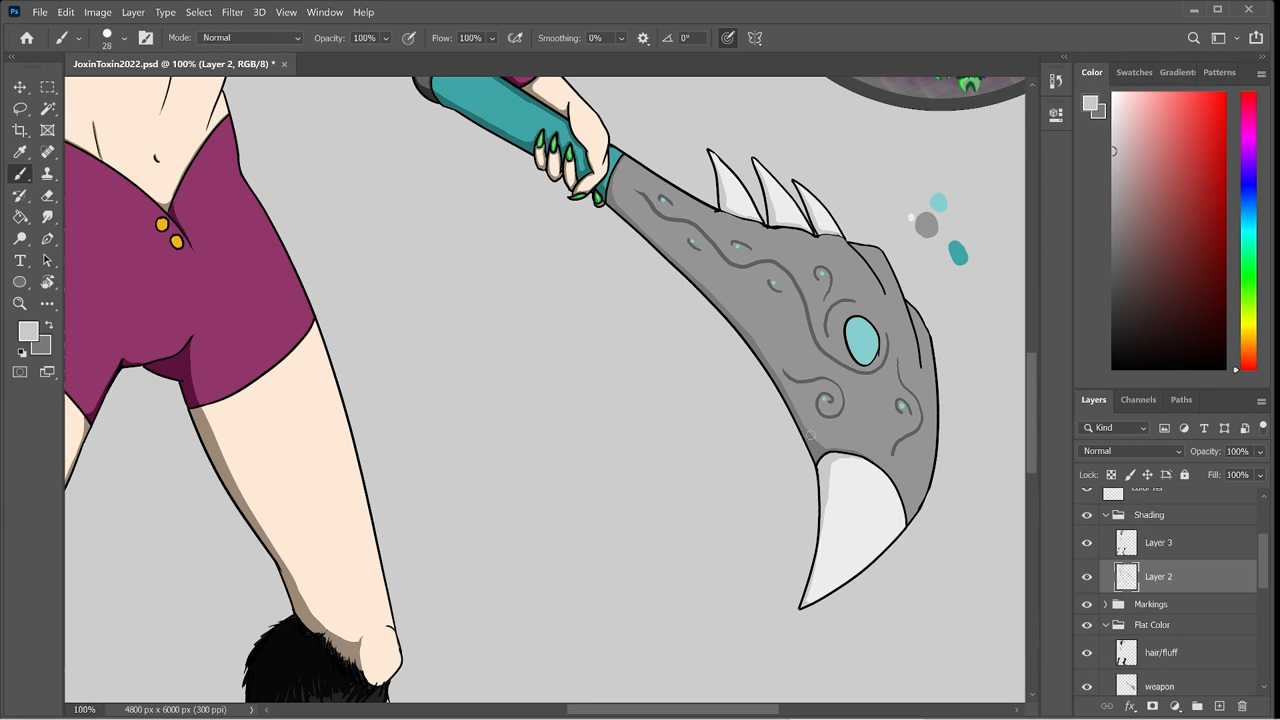 Ps File Edit Image Layer Type Select Filter 3D View Window Help
28 Mode: Normal Opacity: 100% Flow: 100% Smoothing: 0% 0°
JoxinToxin2022.psd @ 100% (Layer 2, RGB/8) * ×
Color Swatches Gradients Patterns
Layers Channels Paths
Kind
Normal Opacity: 100%
Lock: Fill: 100%
Shading
Layer 3
Layer 2
Markings
Flat Color
hair/fluff
weapon
fx
100% 4800 px x 6000 px (300 ppi)